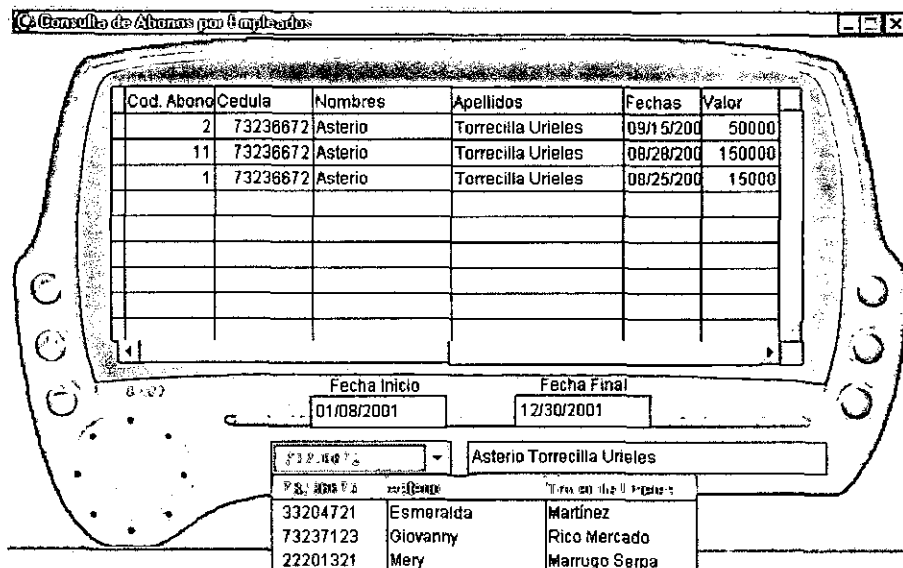 Consulta de Abonos por Empleados
Cod. Abono Cedula Nombres Apellidos Fechas Valor
2 73236672 Asterio Torrecilla Urieles 09/15/200 50000
11 73236672 Asterio Torrecilla Urieles 08/28/200 150000
1 73236672 Asterio Torrecilla Urieles 08/25/200 15000
Fecha Inicio Fecha Final
01/08/2001 12/30/2001
Asterio Torrecilla Urieles
33204721 Esmeralda Martínez
73237123 Giovanny Rico Mercado
22201321 Mery Marrugo Serpa